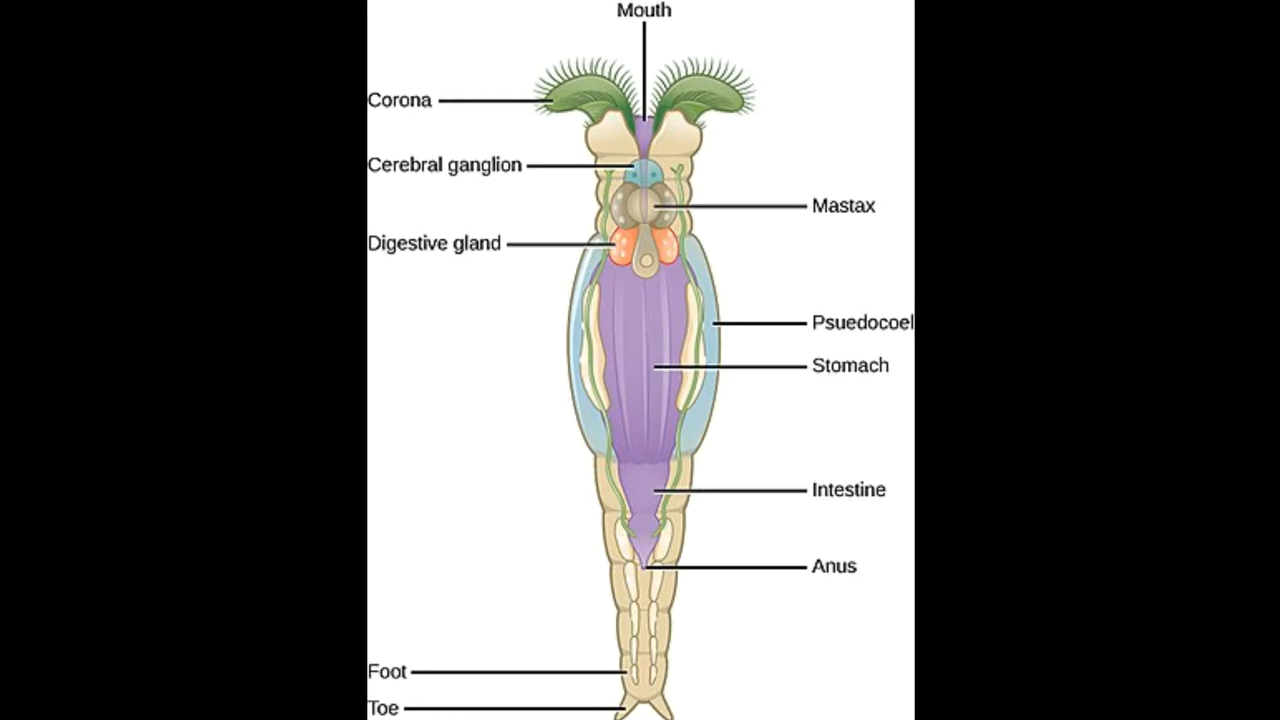 Mouth
Corona
Cerebral ganglion
Mastax
Digestive gland
Psuedocoel
Stomach
Intestine
Anus
Foot
Toe